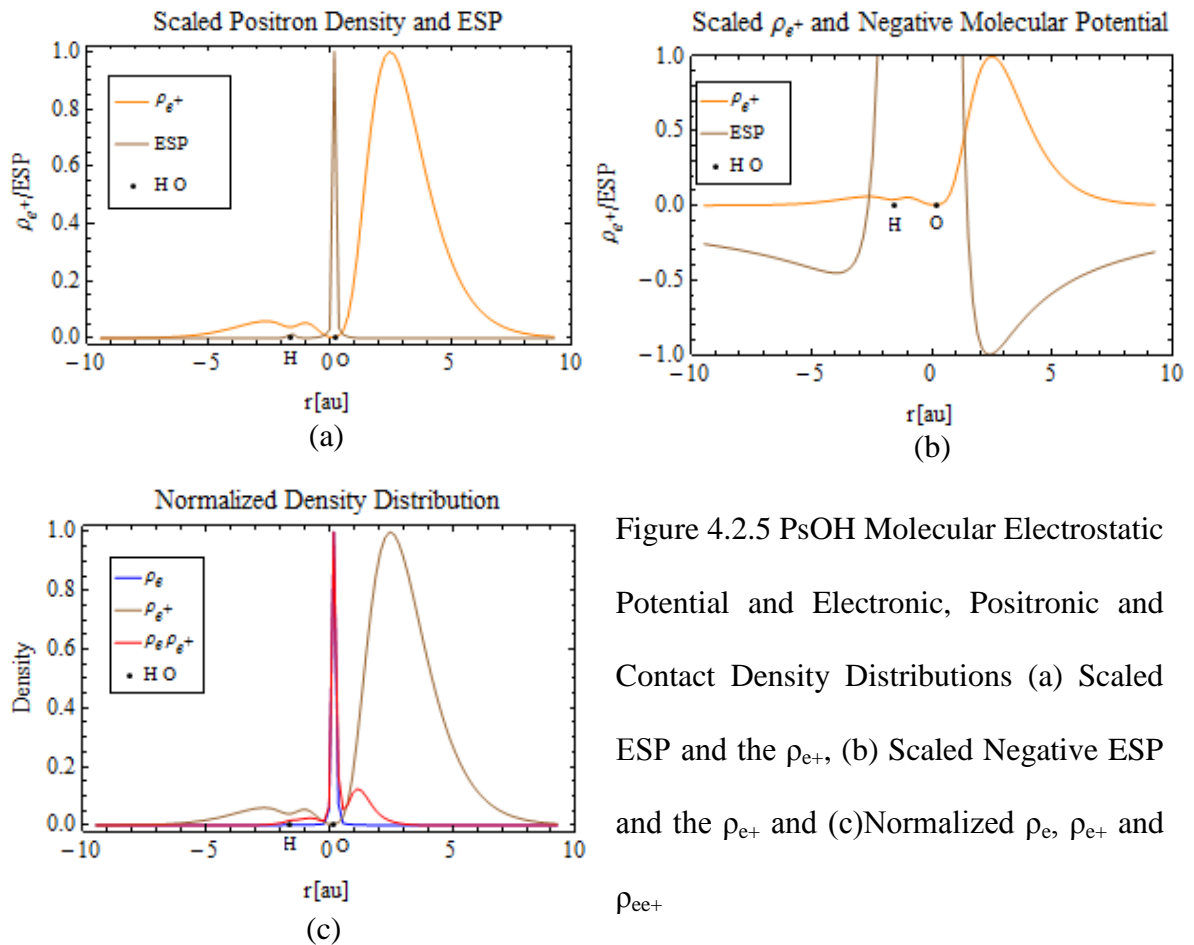 Scaled Positron Density and ESP
1.0
0.8
0.6
0.4
0.2
0.0
ρe+/ESP
ρe+
ESP
H O
H
O
−10
−5
0
5
10
r[au]
(a)
Scaled ρe+ and Negative Molecular Potential
1.0
0.5
0.0
−0.5
−1.0
ρe+/ESP
ρe+
ESP
H O
H
O
−10
−5
0
5
10
r[au]
(b)
Normalized Density Distribution
1.0
0.8
0.6
0.4
0.2
0.0
Density
ρe
ρe+
ρe ρe+
H O
H
O
−10
−5
0
5
10
r[au]
(c)
Figure 4.2.5 PsOH Molecular Electrostatic
Potential and Electronic, Positronic and
Contact Density Distributions (a) Scaled
ESP and the ρe+, (b) Scaled Negative ESP
and the ρe+ and (c)Normalized ρe, ρe+ and
ρee+